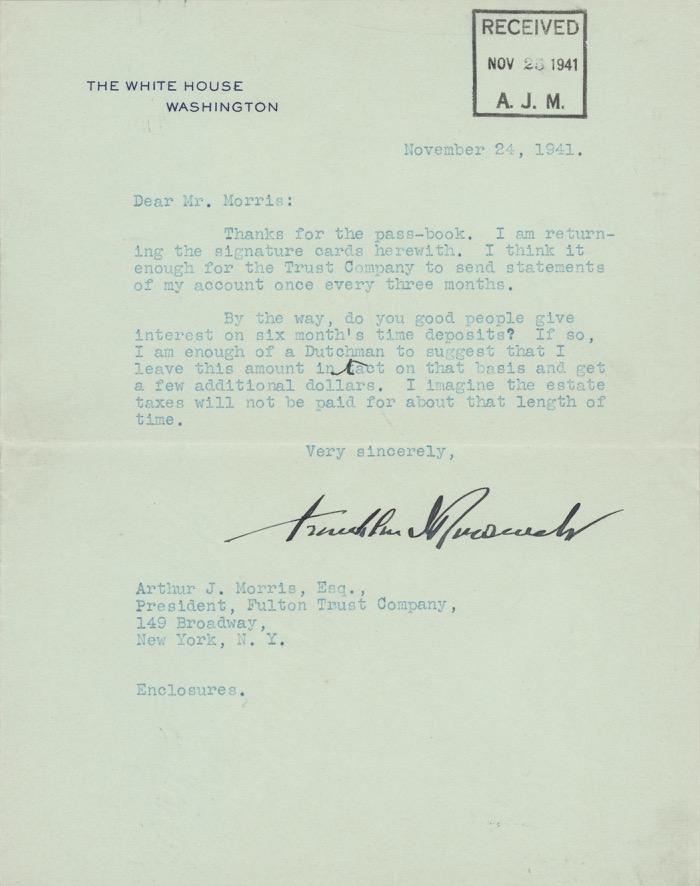 RECEIVED
NOV 25 1941
A. J. M.
THE WHITE HOUSE
WASHINGTON
November 24, 1941.
Dear Mr. Morris:
Thanks for the pass-book. I am return-
ing the signature cards herewith. I think it
enough for the Trust Company to send statements
of my account once every three months.
By the way, do you good people give
interest on six month's time deposits? If so,
I am enough of a Dutchman to suggest that I
leave this amount intact on that basis and get
a few additional dollars. I imagine the estate
taxes will not be paid for about that length of
time.
Very sincerely,
Franklin D Roosevelt
Arthur J. Morris, Esq.,
President, Fulton Trust Company,
149 Broadway,
New York, N. Y.
Enclosures.